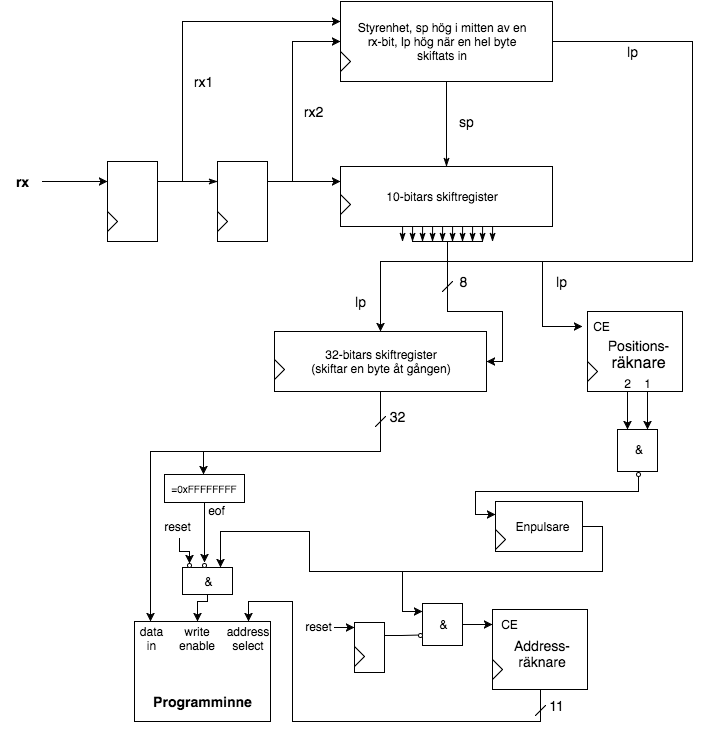 Styrenhet, sp hög i mitten av en
rx-bit, lp hög när en hel byte
skiftats in
lp
rx1
rx2
sp
rx
10-bitars skiftregister
8
lp
lp
CE
Positions-
räknare
2 1
32-bitars skiftregister
(skiftar en byte åt gången)
32
&
=0xFFFFFFFF
eof
reset
Enpulsare
&
reset
&
CE
Address-
räknare
data
in
write
enable
address
select
Programminne
11